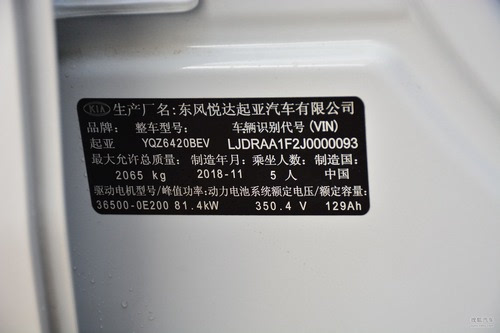 KIA 生产厂名:东风悦达起亚汽车有限公司
品牌: 整车型号: 车辆识别代号(VIN)
起亚 YQZ6420BEV LJDRAA1F2J0000093
最大允许总质量: 制造年月: 乘坐人数: 制造国:
2065 kg 2018-11 5 人 中国
驱动电机型号/峰值功率:动力电池系统额定电压/额定容量:
36500-0E200 81.4kW 350.4 V 129Ah